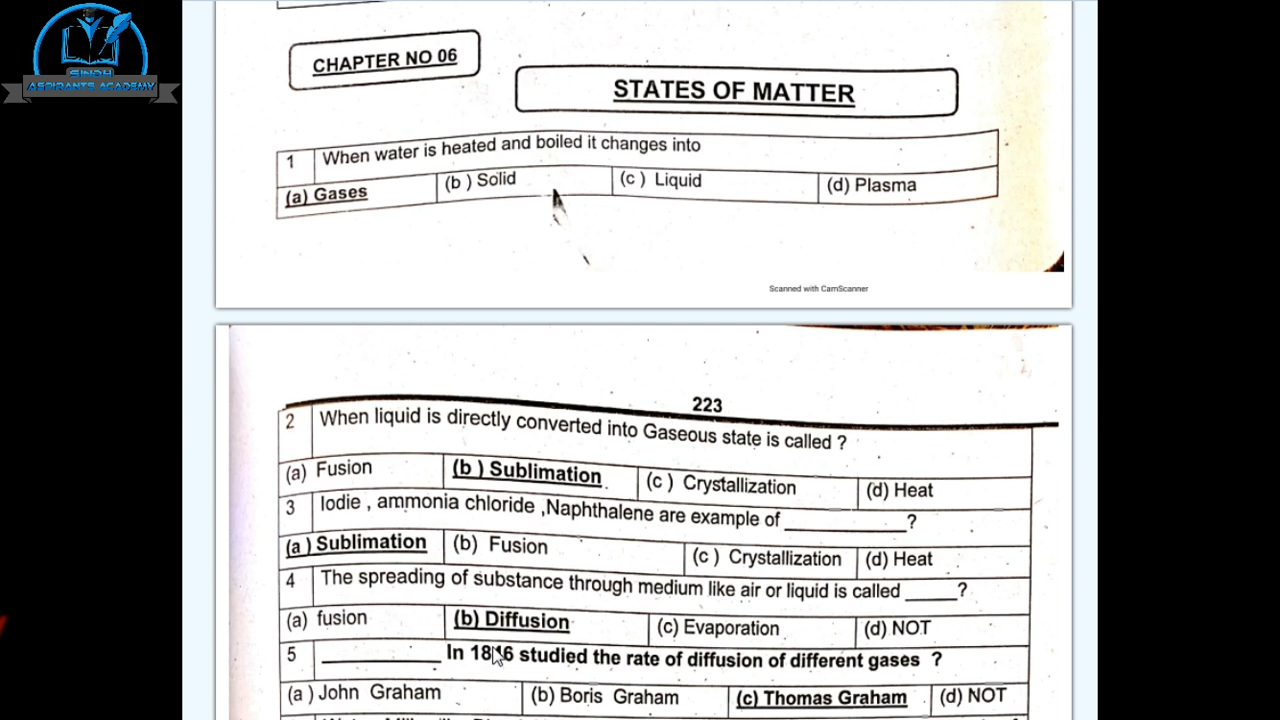 SINDH
ASPIRANTS ACADEMY
CHAPTER NO 06
STATES OF MATTER
1 When water is heated and boiled it changes into
(a) Gases (b ) Solid (c ) Liquid (d) Plasma
Scanned with CamScanner
223
2 When liquid is directly converted into Gaseous state is called ?
(a) Fusion (b ) Sublimation (c ) Crystallization (d) Heat
3 Iodie , ammonia chloride ,Naphthalene are example of ___________?
(a ) Sublimation (b) Fusion (c ) Crystallization (d) Heat
4 The spreading of substance through medium like air or liquid is called _____?
(a) fusion (b) Diffusion (c) Evaporation (d) NOT
5 ___________ In 1846 studied the rate of diffusion of different gases ?
(a ) John Graham (b) Boris Graham (c) Thomas Graham (d) NOT